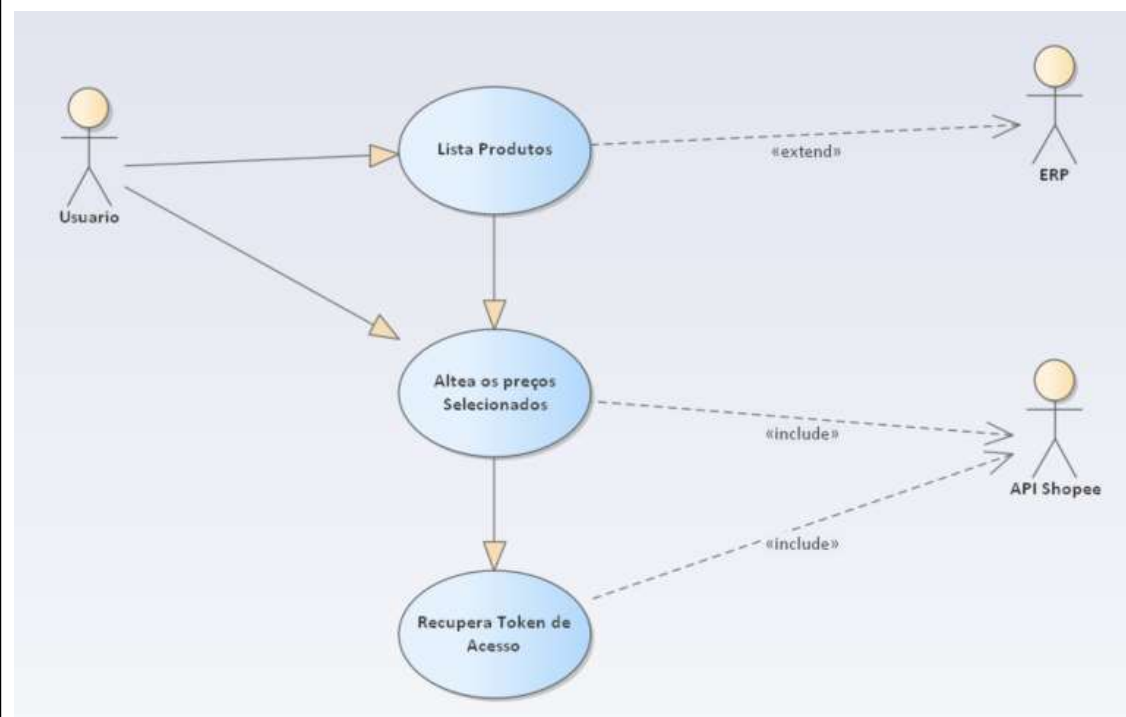 Lista Produtos
«extend»
ERP
Usuario
Altea os preços
Selecionados
«include»
API Shopee
«include»
Recupera Token de
Acesso